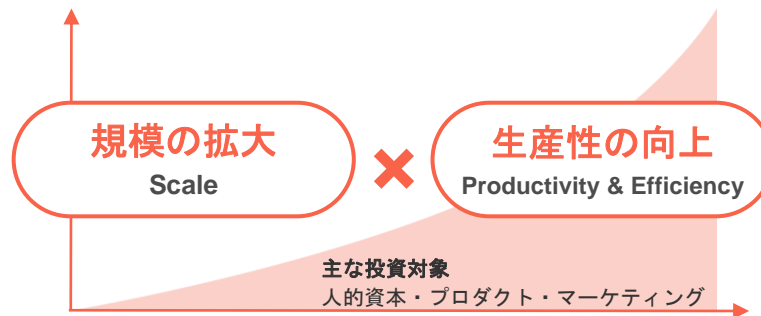 規模の拡大
Scale
生産性の向上
Productivity & Efficiency
主な投資対象
人的資本・プロダクト・マーケティング